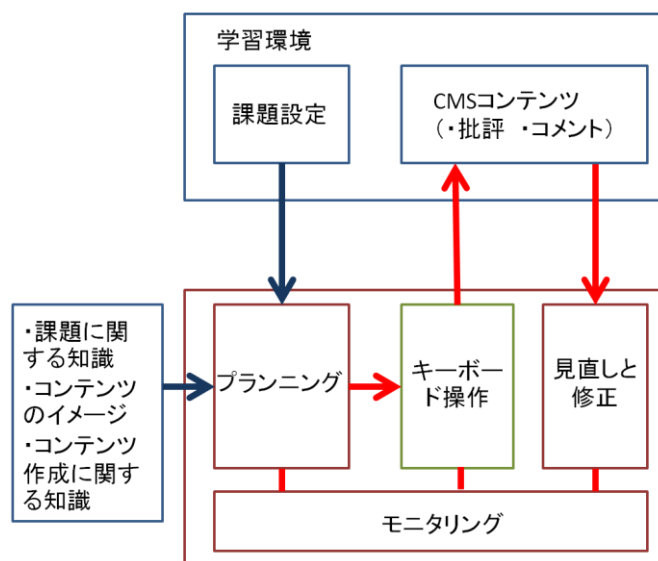 学習環境
課題設定
CMSコンテンツ
(・批評 ・コメント)
・課題に関
する知識
・コンテンツ
のイメージ
・コンテンツ
作成に関す
る知識
プランニング
キーボー
ド操作
見直しと
修正
モニタリング